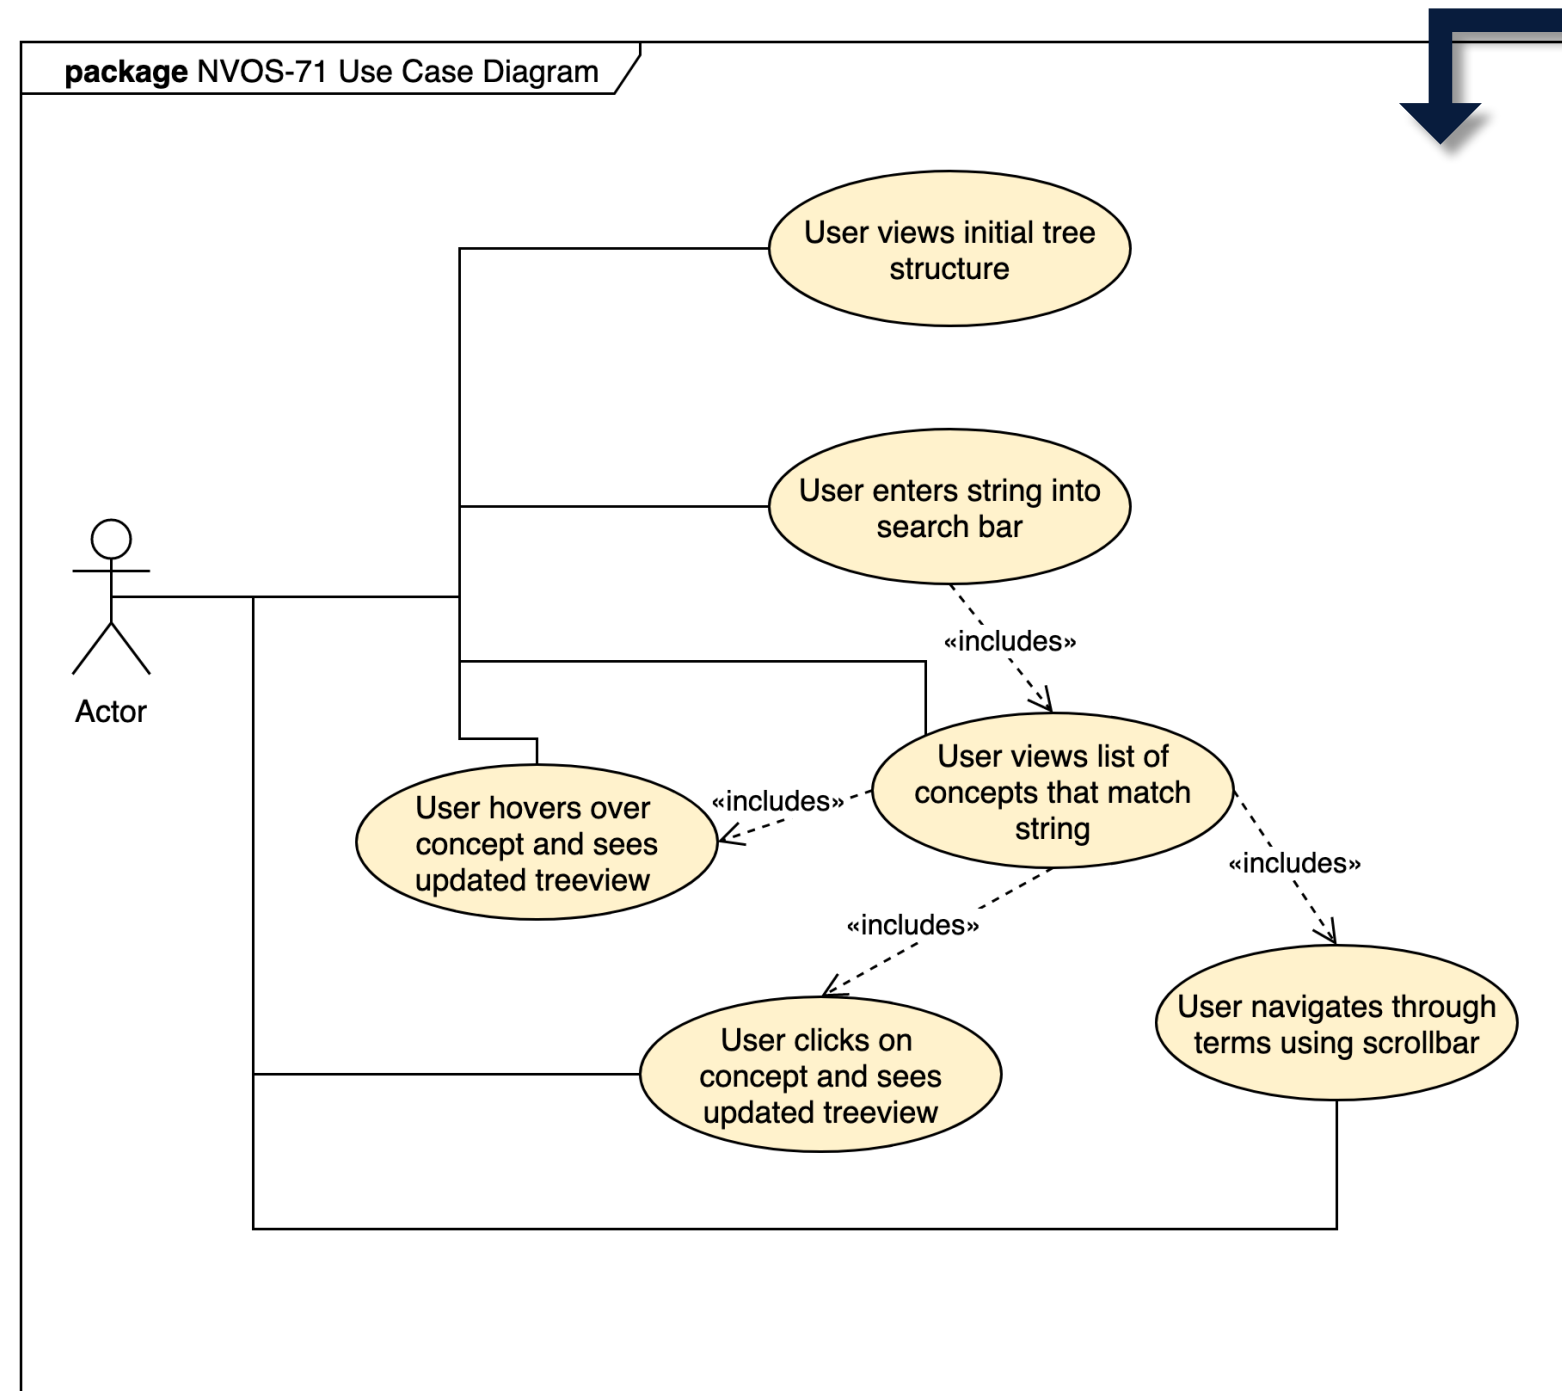 package NVOS-71 Use Case Diagram
User views initial tree
structure
User enters string into
search bar
«includes»
Actor
User views list of
concepts that match
string
«includes»
User hovers over
concept and sees
updated treeview
«includes»
«includes»
User navigates through
terms using scrollbar
User clicks on
concept and sees
updated treeview